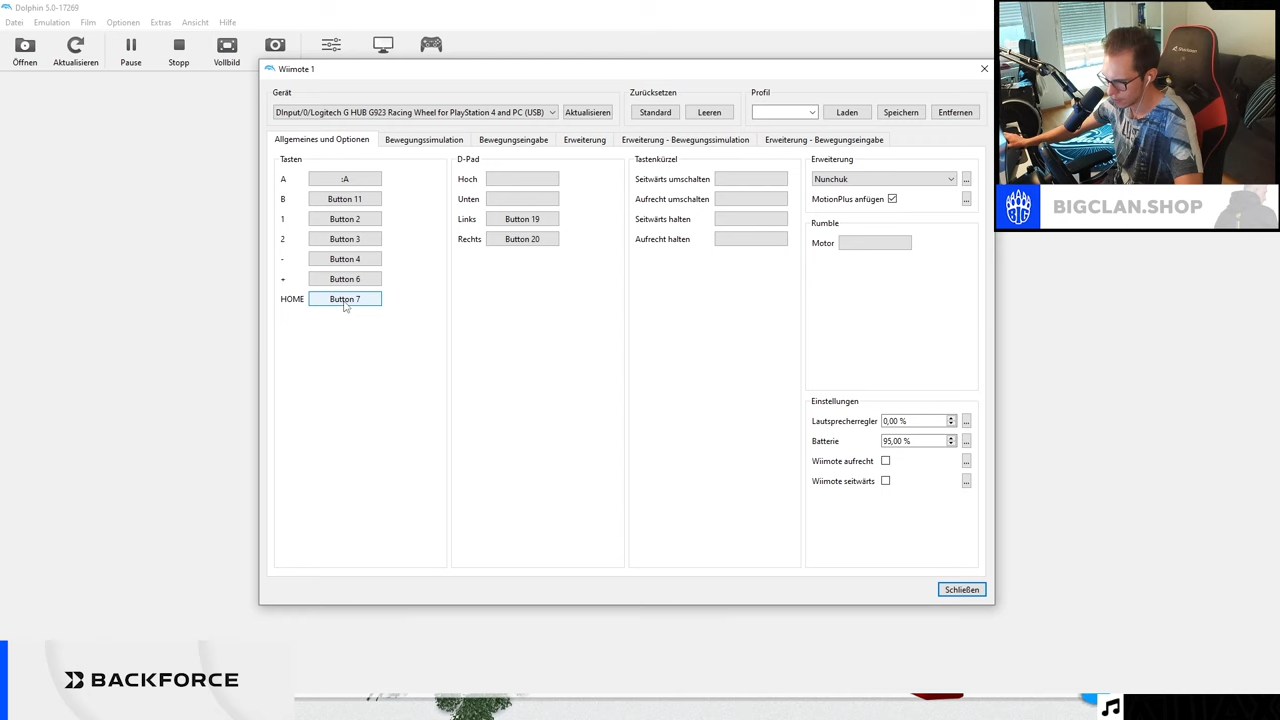 Dolphin 5.0-17269
Datei Emulation Film Optionen Extras Ansicht Hilfe
Öffnen Aktualisieren Pause Stopp Vollbild
Wiimote 1
Gerät
DInput/0/Logitech G HUB G923 Racing Wheel for PlayStation 4 and PC (USB) Aktualisieren
Zurücksetzen
Standard Leeren
Profil
Laden Speichern Entfernen
Allgemeines und Optionen Bewegungssimulation Bewegungseingabe Erweiterung Erweiterung - Bewegungssimulation Erweiterung - Bewegungseingabe
Tasten
A :A
B Button 11
1 Button 2
2 Button 3
- Button 4
+ Button 6
HOME Button 7
D-Pad
Hoch
Unten
Links Button 19
Rechts Button 20
Tastenkürzel
Seitwärts umschalten
Aufrecht umschalten
Seitwärts halten
Aufrecht halten
Erweiterung
Nunchuk ...
MotionPlus anfügen ...
Rumble
Motor
Einstellungen
Lautsprecherregler 0,00 % ...
Batterie 95,00 % ...
Wiimote aufrecht ...
Wiimote seitwärts ...
Schließen
BIG
BIGCLAN.SHOP
BACKFORCE